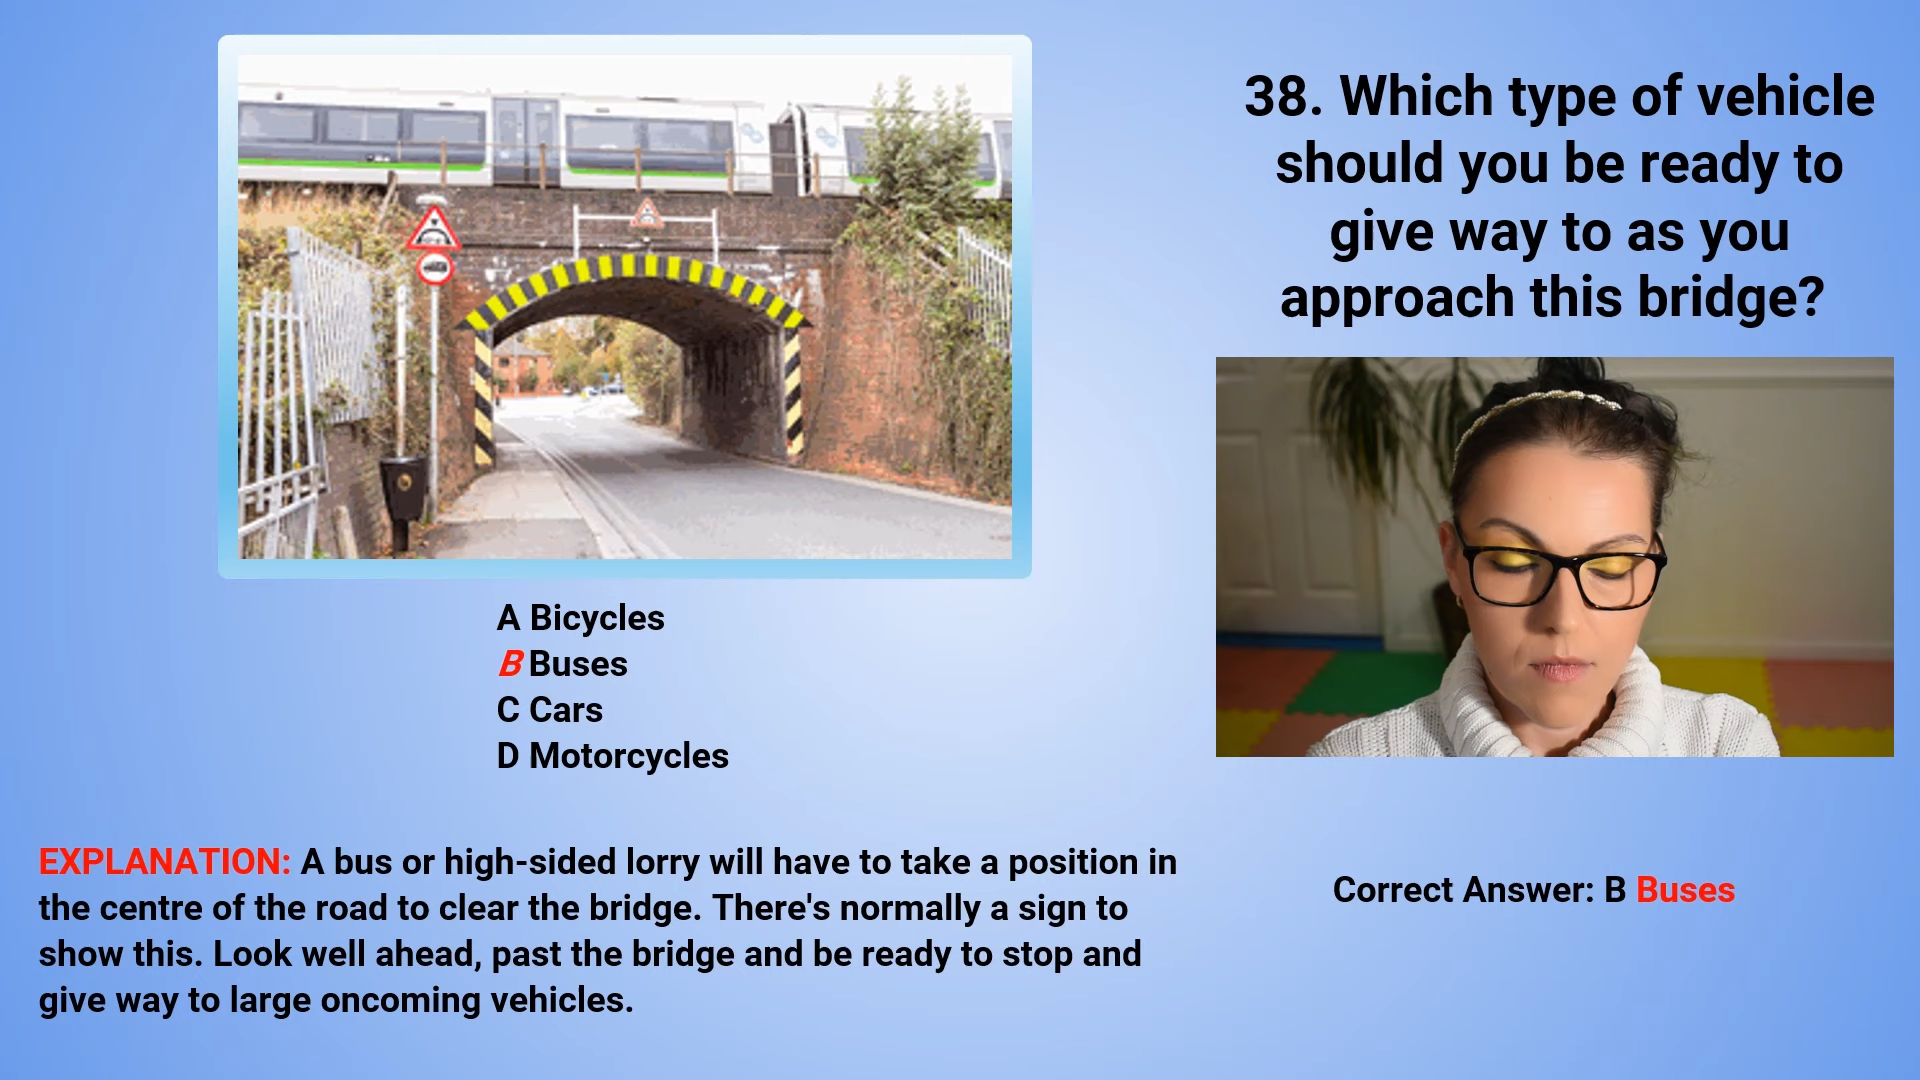 38. Which type of vehicle
should you be ready to
give way to as you
approach this bridge?
A Bicycles
B Buses
C Cars
D Motorcycles
EXPLANATION: A bus or high-sided lorry will have to take a position in
the centre of the road to clear the bridge. There's normally a sign to
show this. Look well ahead, past the bridge and be ready to stop and
give way to large oncoming vehicles.
Correct Answer: B Buses